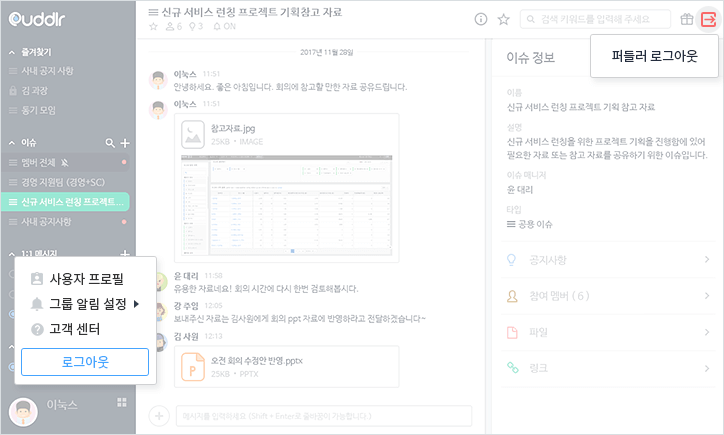 Puddlr
즐겨찾기
사내 공지 사항
김 과장
동기 모임
이슈
멤버 전체
경영 지원팀 (경영+SC)
신규 서비스 런칭 프로젝트 ...
사내 공지사항
1:1 메시지
사용자 프로필
그룹 알림 설정
고객 센터
로그아웃
이눅스
신규 서비스 런칭 프로젝트 기획참고 자료
6 3 ON
검색 키워드를 입력해 주세요
퍼들러 로그아웃
2017년 11월 28일
이눅스 11:51
안녕하세요. 좋은 아침입니다. 회의에 참고할 만한 자료 공유드립니다.
이눅스 11:51
참고자료.jpg
25KB • IMAGE
윤 대리 11:58
유용한 자료네요! 회의 시간에 다시 한번 검토해봅시다.
강 주임 12:05
보내주신 자료는 김사원에게 회의 ppt 자료에 반영하라고 전달하겠습니다~
김 사원 12:13
오전 회의 수정안 반영.pptx
25KB • PPTX
메시지를 입력하세요 (Shift + Enter로 줄바꿈이 가능합니다.)
이슈 정보
이름
신규 서비스 런칭 프로젝트 기획 참고 자료
설명
신규 서비스 런칭을 위한 프로젝트 기획을 진행함에 있어
필요한 자료 또는 참고 자료를 공유하기 위한 이슈입니다.
이슈 매니저
윤 대리
타입
공용 이슈
공지사항
참여 멤버 ( 6 )
파일
링크